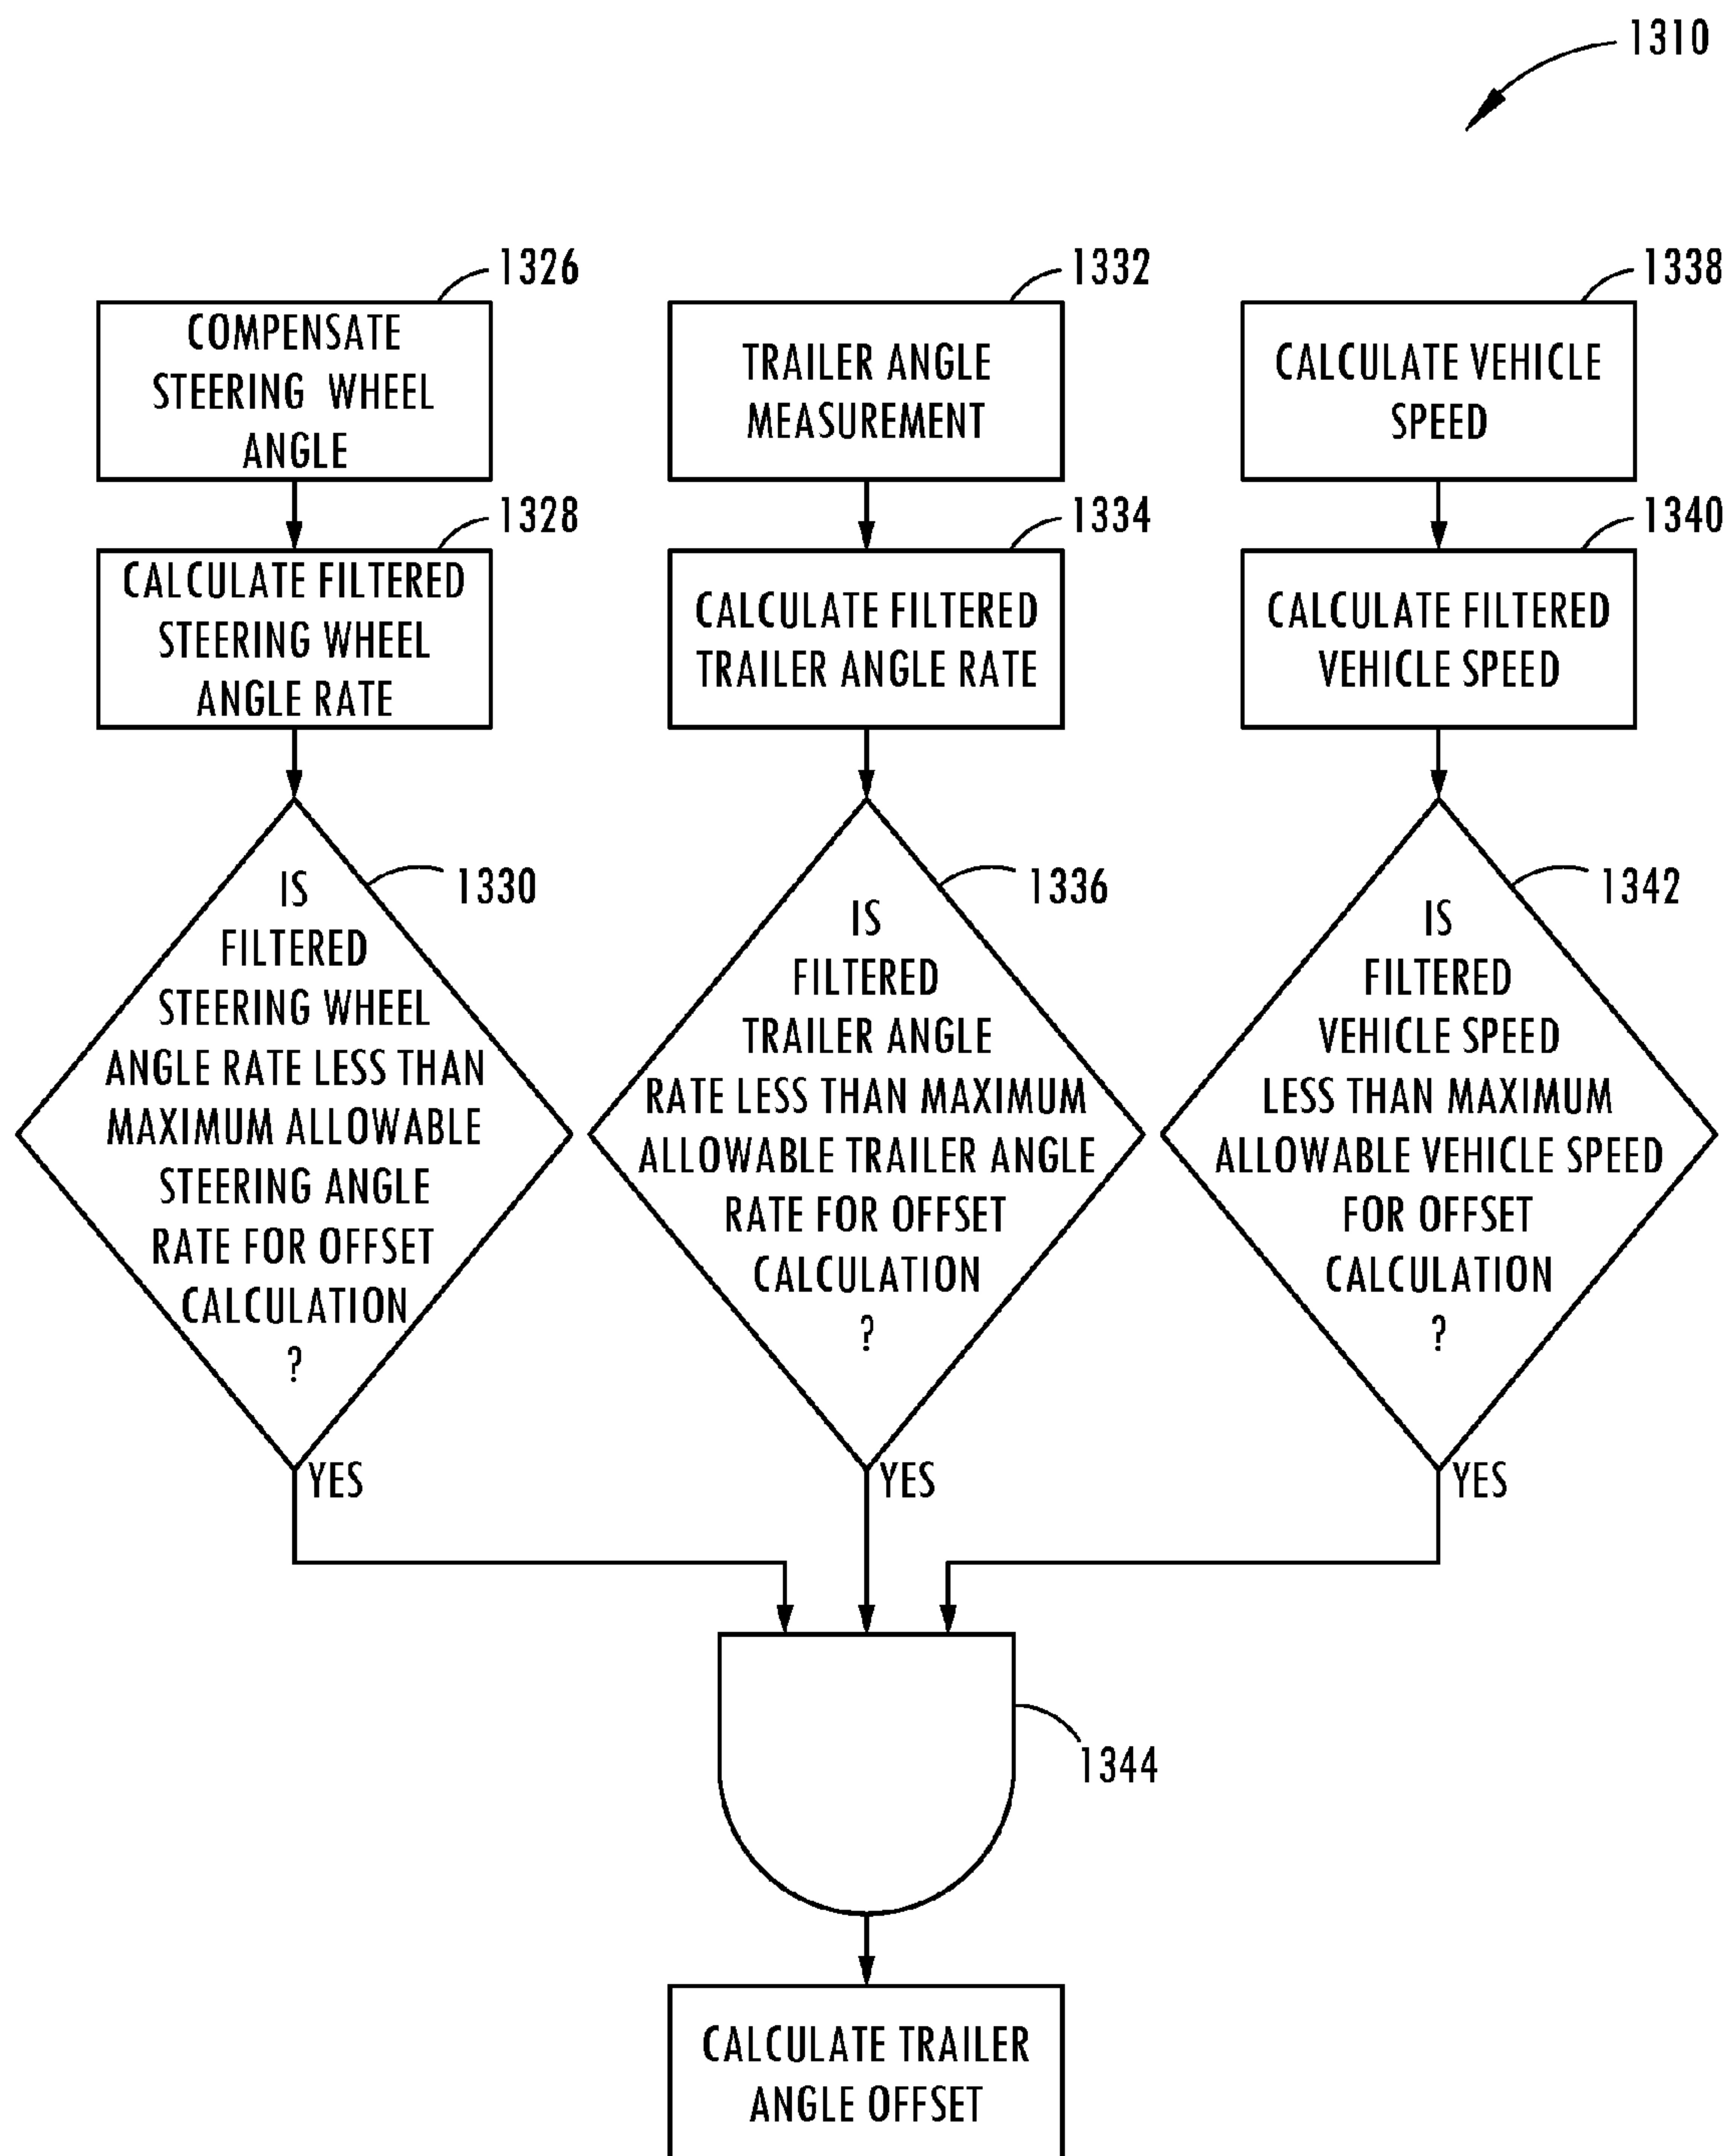 1310
1326
COMPENSATE
STEERING WHEEL
ANGLE
1328
CALCULATE FILTERED
STEERING WHEEL
ANGLE RATE
1330
IS
FILTERED
STEERING WHEEL
ANGLE RATE LESS THAN
MAXIMUM ALLOWABLE
STEERING ANGLE
RATE FOR OFFSET
CALCULATION
?
YES
1332
TRAILER ANGLE
MEASUREMENT
1334
CALCULATE FILTERED
TRAILER ANGLE RATE
1336
IS
FILTERED
TRAILER ANGLE
RATE LESS THAN MAXIMUM
ALLOWABLE TRAILER ANGLE
RATE FOR OFFSET
CALCULATION
?
YES
1338
CALCULATE VEHICLE
SPEED
1340
CALCULATE FILTERED
VEHICLE SPEED
1342
IS
FILTERED
VEHICLE SPEED
LESS THAN MAXIMUM
ALLOWABLE VEHICLE SPEED
FOR OFFSET
CALCULATION
?
YES
1344
CALCULATE TRAILER
ANGLE OFFSET